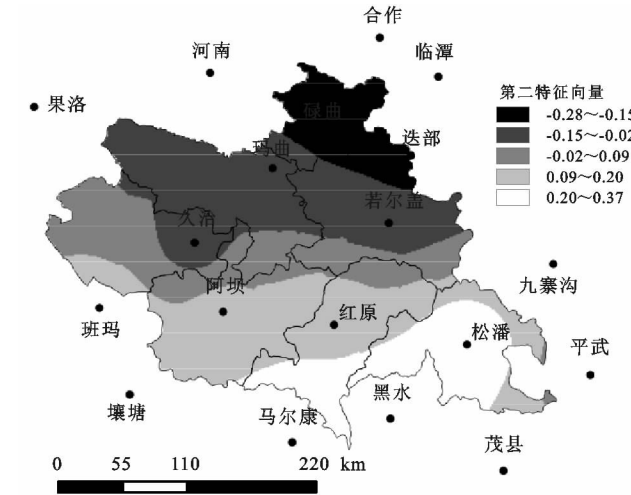 合作
河南
临潭
果洛
第二特征向量
碌曲
-0.28～-0.15
迭部
-0.15～-0.02
玛曲
-0.02～0.09
0.09～0.20
久治
若尔盖
0.20～0.37
九寨沟
阿坝
红原
班玛
松潘
平武
壤塘
马尔康
黑水
茂县
0 55 110 220 km